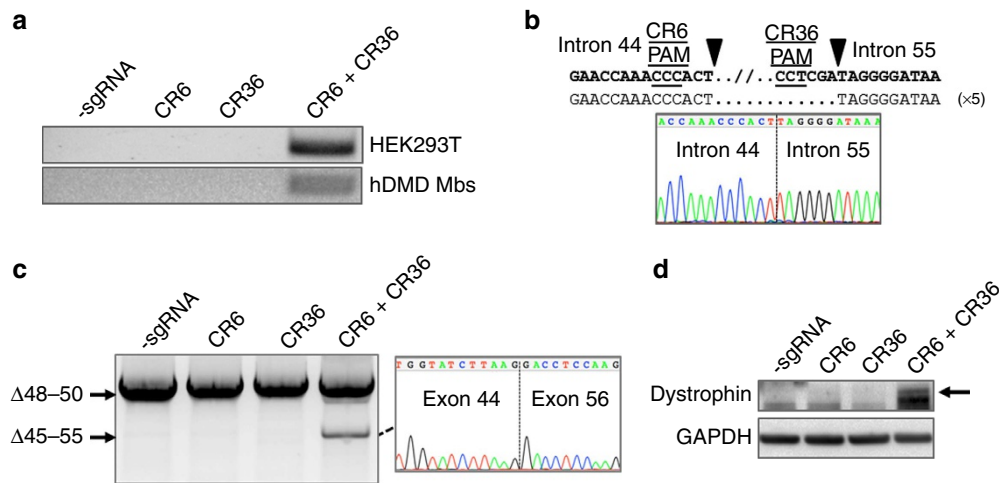 a
-sgRNA CR6 CR36 CR6 + CR36
HEK293T
hDMD Mbs
b
CR6 CR36
Intron 44 PAM PAM Intron 55
GAACCAAACCCACT..//..CCTCGATAGGGGATAA
GAACCAAACCCACT............TAGGGGATAA (×5)
ACCAAACCCACTTAGGGGATAAA
Intron 44 Intron 55
c
-sgRNA CR6 CR36 CR6 + CR36
Δ48–50
Δ45–55
TGGTATCTTAAGGACCTCCAAG
Exon 44 Exon 56
d
-sgRNA CR6 CR36 CR6 + CR36
Dystrophin
GAPDH